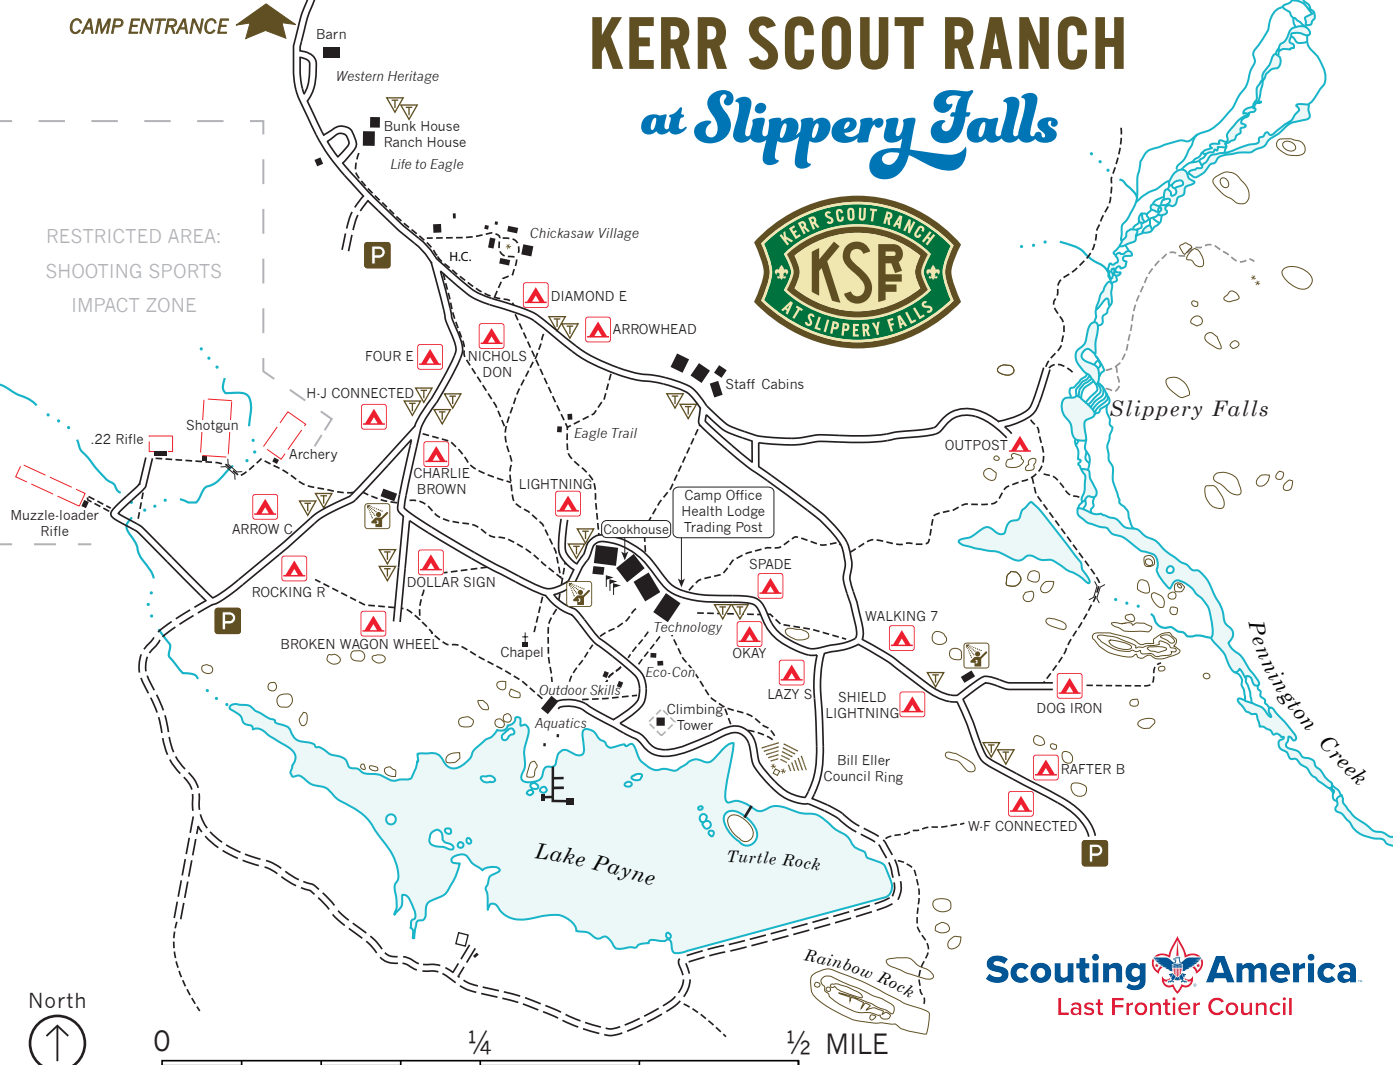 CAMP ENTRANCE
KERR SCOUT RANCH
at Slippery Falls
Barn
Western Heritage
T
T
Bunk House
Ranch House
Life to Eagle
RESTRICTED AREA:
SHOOTING SPORTS
IMPACT ZONE
P
Chickasaw Village
H.C.
KERR SCOUT RANCH
KSRF
AT SLIPPERY FALLS
DIAMOND E
T
T
ARROWHEAD
NICHOLS
DON
FOUR E
H-J CONNECTED
T
T
T
T
Staff Cabins
T
T
Slippery Falls
Shotgun
.22 Rifle
Archery
Eagle Trail
OUTPOST
CHARLIE
BROWN
LIGHTNING
Muzzle-loader
Rifle
ARROW C
T
T
Camp Office
Health Lodge
Trading Post
Cookhouse
T
T
T
T
DOLLAR SIGN
ROCKING R
SPADE
T
T
P
BROKEN WAGON WHEEL
Technology
OKAY
WALKING 7
Chapel
Eco-Con
LAZY S
Outdoor Skills
SHIELD
LIGHTNING
T
DOG IRON
Pennington Creek
Aquatics
Climbing
Tower
Bill Eller
Council Ring
T
T
RAFTER B
W-F CONNECTED
P
Lake Payne
Turtle Rock
Rainbow Rock
Scouting America
Last Frontier Council
North
0
¼
½ MILE